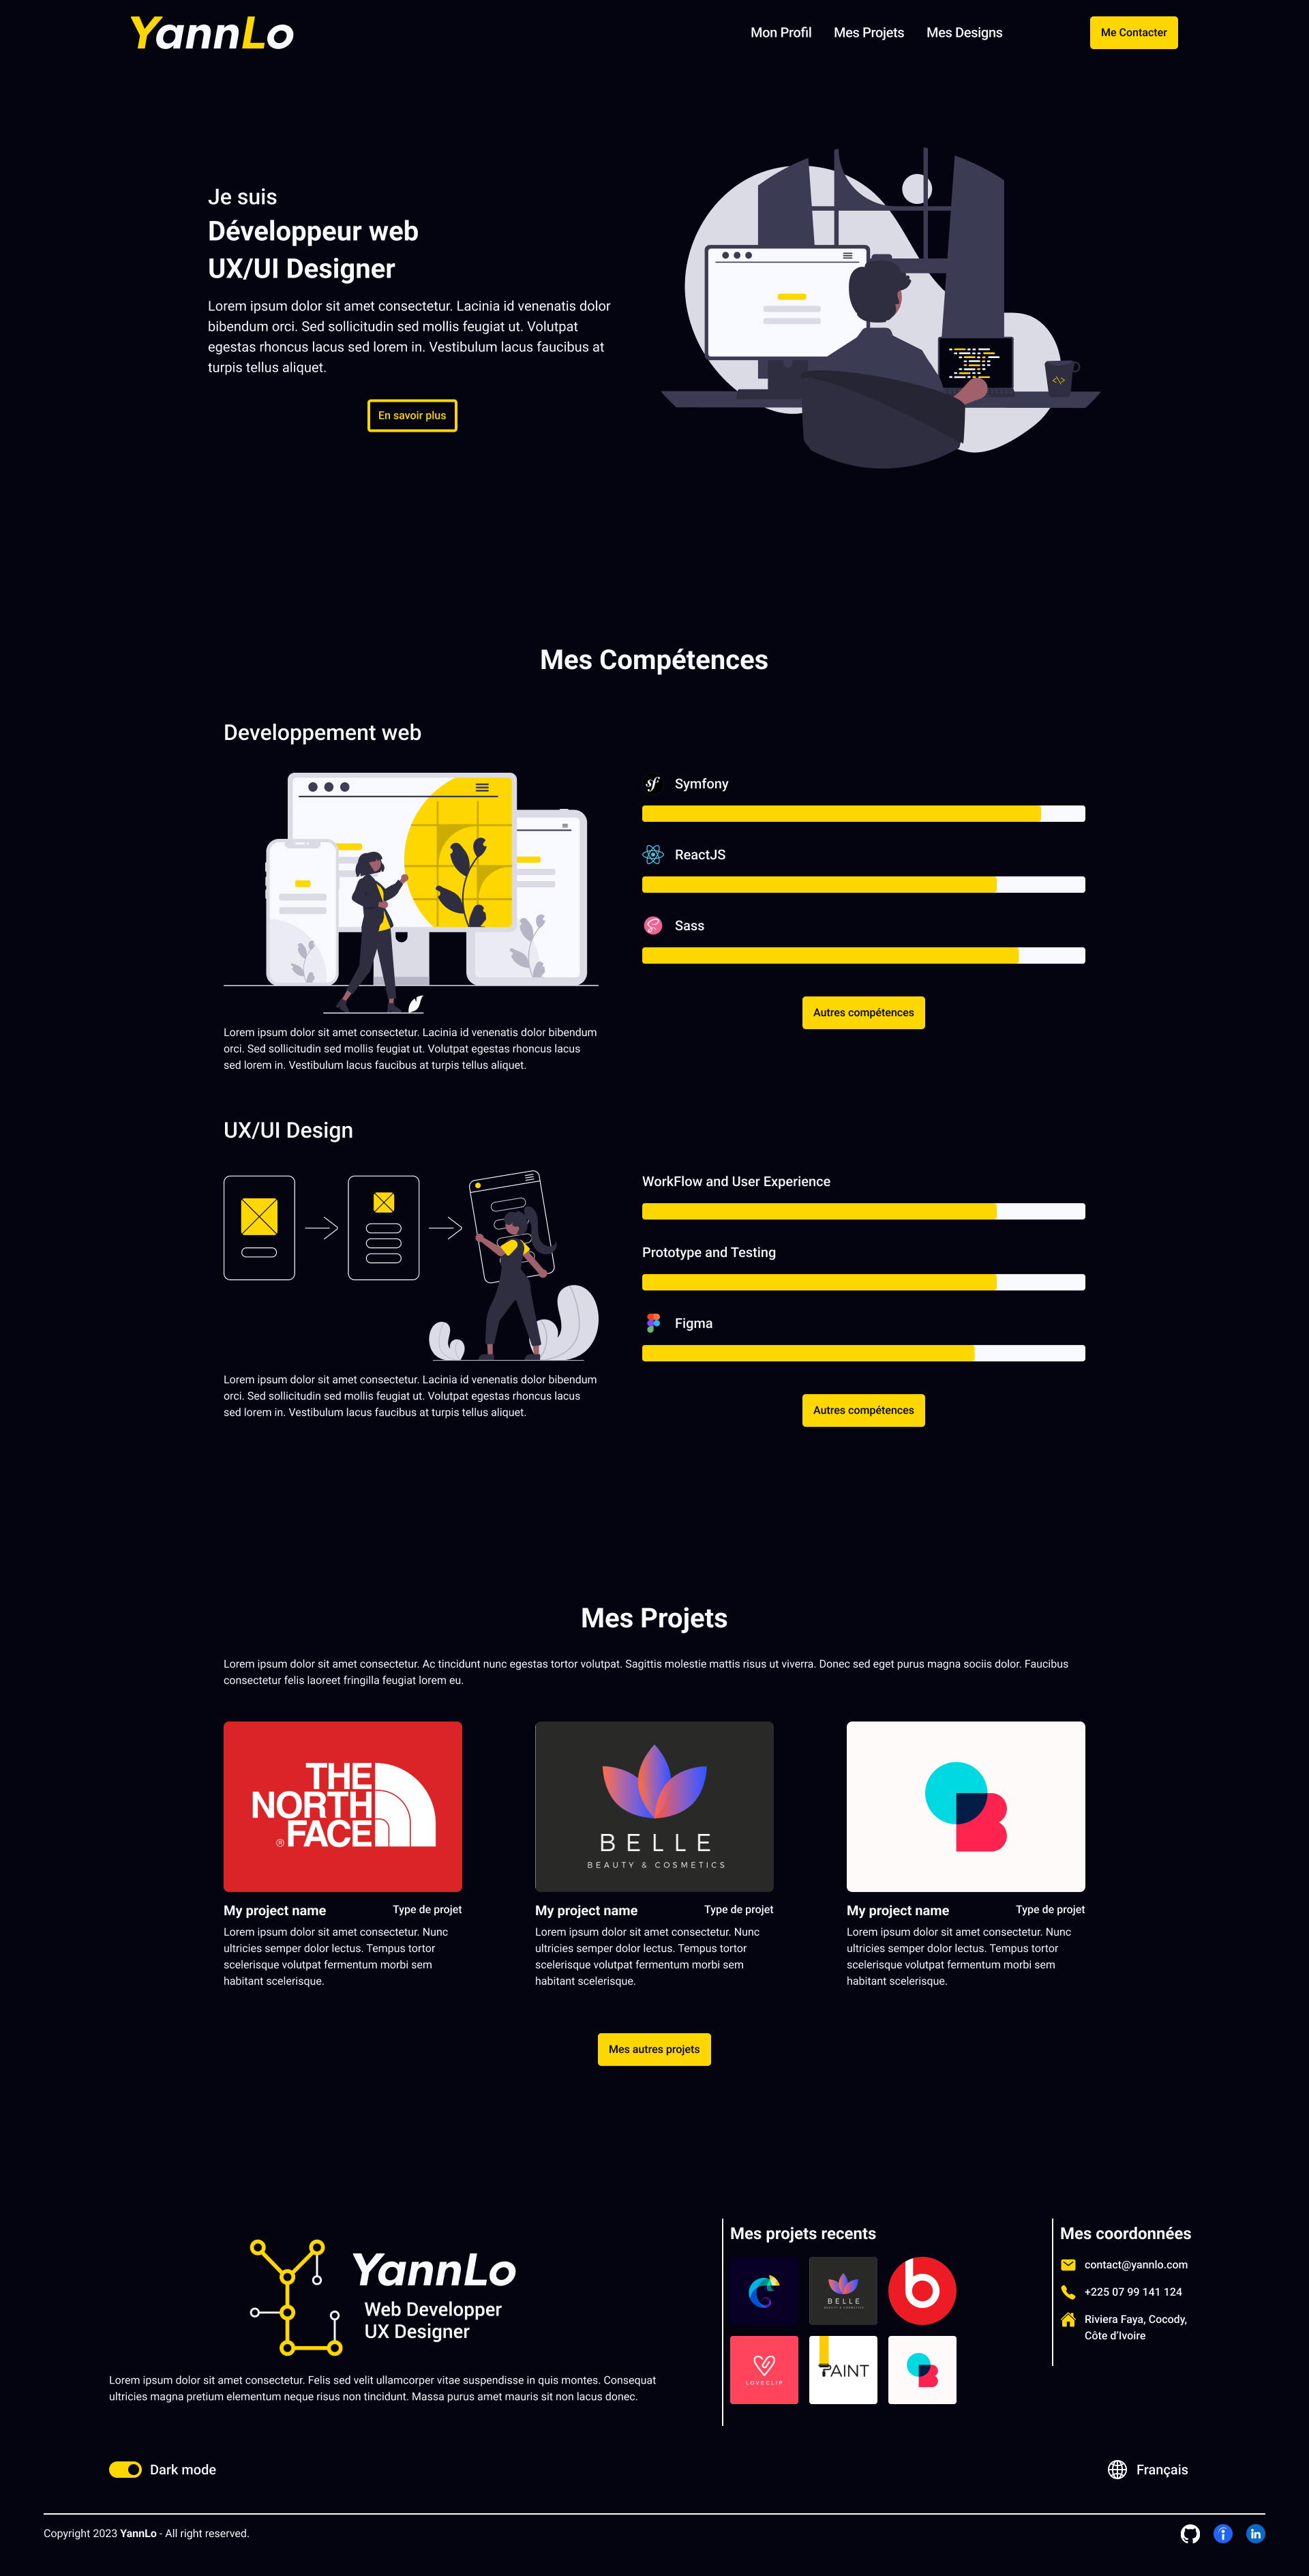 YannLo
Mon Profil Mes Projets Mes Designs
Me Contacter
Je suis
Développeur web
UX/UI Designer
Lorem ipsum dolor sit amet consectetur. Lacinia id venenatis dolor
bibendum orci. Sed sollicitudin sed mollis feugiat ut. Volutpat
egestas rhoncus lacus sed lorem in. Vestibulum lacus faucibus at
turpis tellus aliquet.
En savoir plus
</>
Mes Compétences
Developpement web
sf Symfony
ReactJS
Sass
Autres compétences
Lorem ipsum dolor sit amet consectetur. Lacinia id venenatis dolor bibendum
orci. Sed sollicitudin sed mollis feugiat ut. Volutpat egestas rhoncus lacus
sed lorem in. Vestibulum lacus faucibus at turpis tellus aliquet.
UX/UI Design
WorkFlow and User Experience
Prototype and Testing
Figma
Autres compétences
Lorem ipsum dolor sit amet consectetur. Lacinia id venenatis dolor bibendum
orci. Sed sollicitudin sed mollis feugiat ut. Volutpat egestas rhoncus lacus
sed lorem in. Vestibulum lacus faucibus at turpis tellus aliquet.
Mes Projets
Lorem ipsum dolor sit amet consectetur. Ac tincidunt nunc egestas tortor volutpat. Sagittis molestie mattis risus ut viverra. Donec sed eget purus magna sociis dolor. Faucibus
consectetur felis laoreet fringilla feugiat lorem eu.
THE
NORTH
® FACE
My project name Type de projet
Lorem ipsum dolor sit amet consectetur. Nunc
ultricies semper dolor lectus. Tempus tortor
scelerisque volutpat fermentum morbi sem
habitant scelerisque.
BELLE
BEAUTY & COSMETICS
My project name Type de projet
Lorem ipsum dolor sit amet consectetur. Nunc
ultricies semper dolor lectus. Tempus tortor
scelerisque volutpat fermentum morbi sem
habitant scelerisque.
B
My project name Type de projet
Lorem ipsum dolor sit amet consectetur. Nunc
ultricies semper dolor lectus. Tempus tortor
scelerisque volutpat fermentum morbi sem
habitant scelerisque.
Mes autres projets
YannLo
Web Developper
UX Designer
Lorem ipsum dolor sit amet consectetur. Felis sed velit ullamcorper vitae suspendisse in quis montes. Consequat
ultricies magna pretium elementum neque risus non tincidunt. Massa purus amet mauris sit non lacus donec.
Mes projets recents
BELLE
BEAUTY & COSMETICS
b
LOVECLIP
PAINT
B
Mes coordonnées
contact@yannlo.com
+225 07 99 141 124
Riviera Faya, Cocody,
Côte d'Ivoire
Dark mode
Français
Copyright 2023 YannLo - All right reserved.
i
in